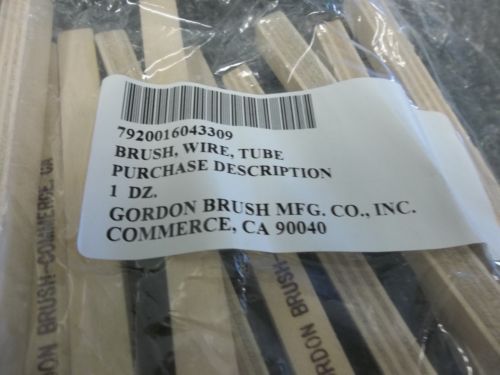 7920016043309
BRUSH, WIRE, TUBE
PURCHASE DESCRIPTION
1 DZ.
GORDON BRUSH MFG. CO., INC.
COMMERCE, CA 90040
BRUSH-COMMERCE, CA
GORDON BRUSH